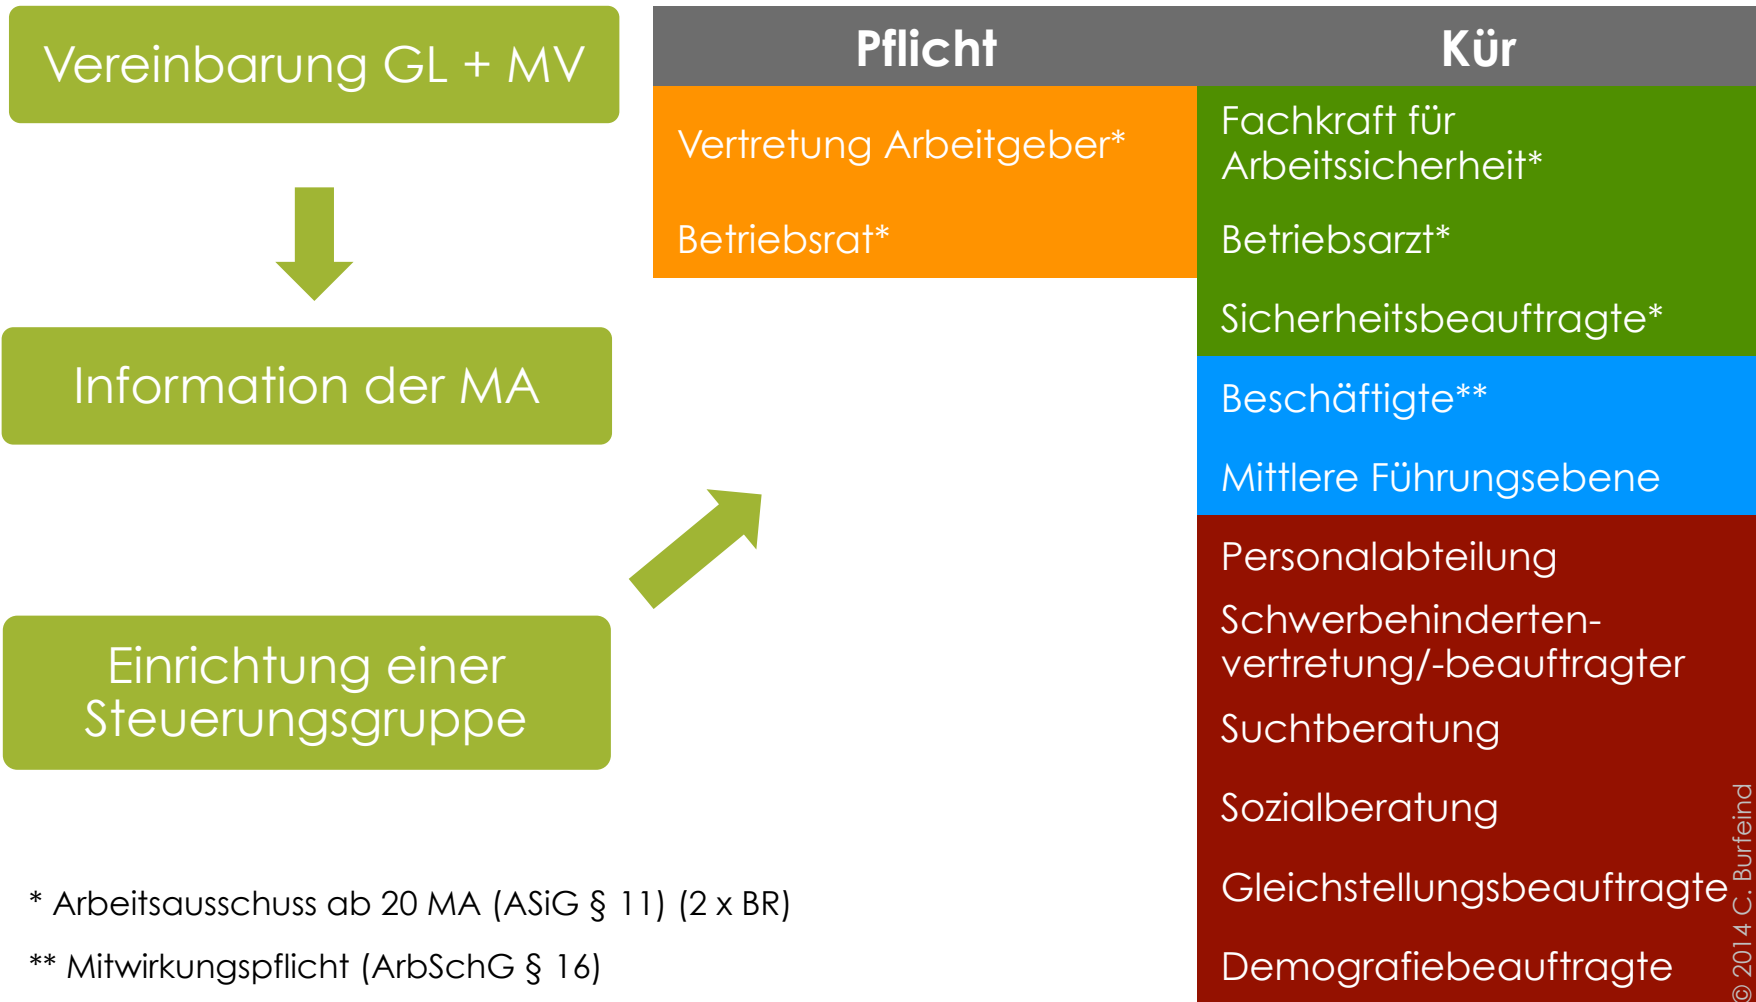 Vereinbarung GL + MV
Information der MA
Einrichtung einer
Steuerungsgruppe
Pflicht
Kür
Vertretung Arbeitgeber*
Fachkraft für
Arbeitssicherheit*
Betriebsrat*
Betriebsarzt*
Sicherheitsbeauftragte*
Beschäftigte**
Mittlere Führungsebene
Personalabteilung
Schwerbehinderten-
vertretung/-beauftragter
Suchtberatung
Sozialberatung
Gleichstellungsbeauftragte
Demografiebeauftragte
* Arbeitsausschuss ab 20 MA (ASiG § 11) (2 x BR)
** Mitwirkungspflicht (ArbSchG § 16)
© 2014 C. Burfeind